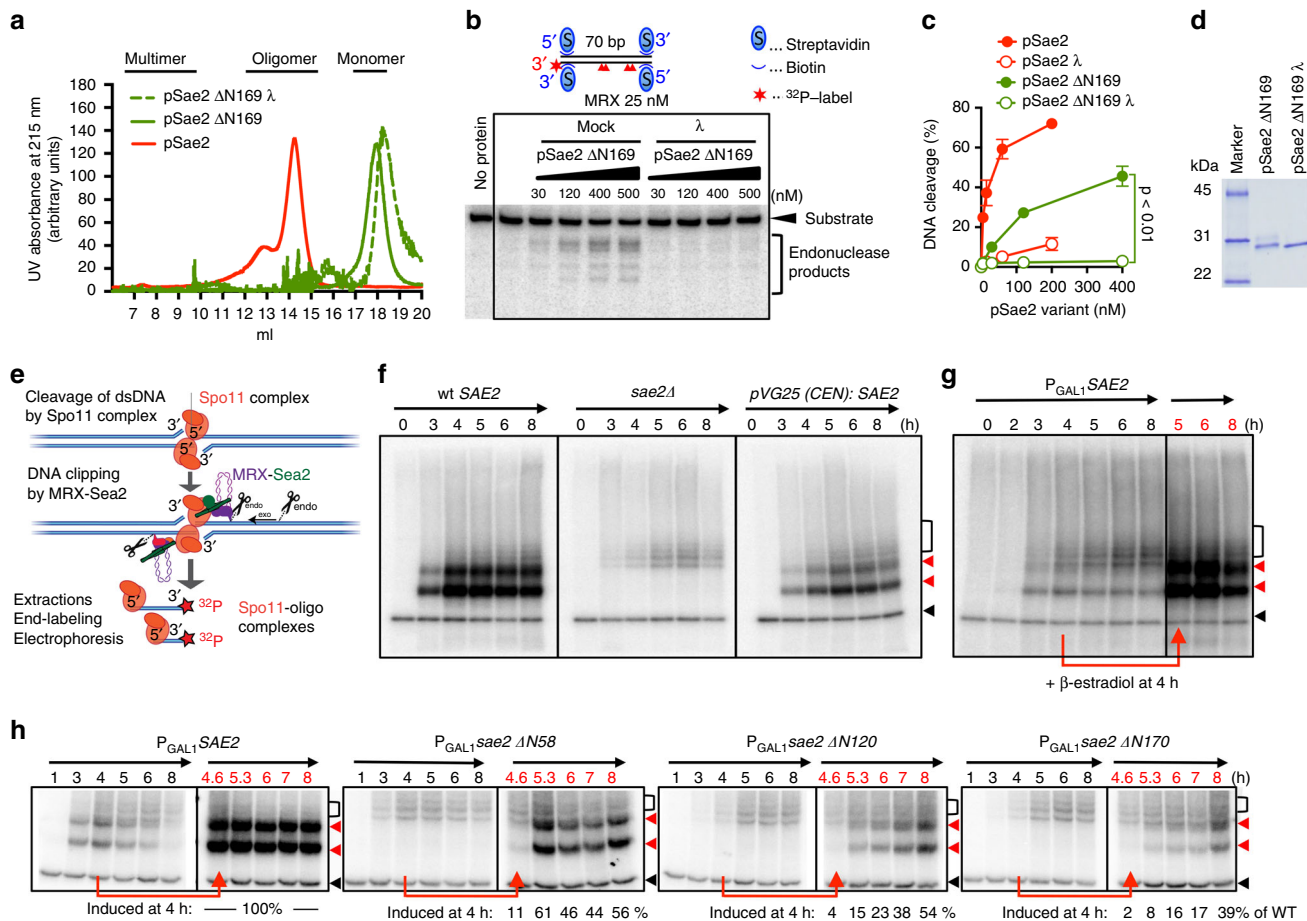 a
Multimer Oligomer Monomer
180
160
140
120
100
80
60
40
20
0
pSae2 ΔN169 λ
pSae2 ΔN169
pSae2
UV absorbance at 215 nm
(arbitrary units)
7 8 9 10 11 12 13 14 15 16 17 18 19 20
ml
b
5′ S 70 bp S 3′
3′
3′ S S 5′
MRX 25 nM
S ... Streptavidin
... Biotin
.. ³²P–label
No protein
Mock λ
pSae2 ΔN169 pSae2 ΔN169
30 120 400 500 30 120 400 500 (nM)
Substrate
Endonuclease
products
c
pSae2
pSae2 λ
pSae2 ΔN169
pSae2 ΔN169 λ
80
60
40
20
0
DNA cleavage (%)
p < 0.01
0 100 200 300 400
pSae2 variant (nM)
d
Marker
pSae2 ΔN169
pSae2 ΔN169 λ
kDa
45
31
22
e
Cleavage of dsDNA
by Spo11 complex
Spo11 complex
3′ 5′
5′ 3′
DNA clipping
by MRX-Sea2
MRX-Sea2
3′ endo exo endo
3′
Extractions
End-labeling
Electrophoresis
5′ 3′ ³²P
5′ 3′ ³²P
Spo11-oligo
complexes
f
wt SAE2 sae2Δ pVG25 (CEN): SAE2
0 3 4 5 6 8 0 3 4 5 6 8 0 3 4 5 6 8 (h)
g
P GAL1 SAE2
0 2 3 4 5 6 8 5 6 8 (h)
+ β-estradiol at 4 h
h
P GAL1 SAE2 P GAL1 sae2 ΔN58 P GAL1 sae2 ΔN120 P GAL1 sae2 ΔN170
1 3 4 5 6 8 4.6 5.3 6 7 8 1 3 4 5 6 8 4.6 5.3 6 7 8 1 3 4 5 6 8 4.6 5.3 6 7 8 1 3 4 5 6 8 4.6 5.3 6 7 8 (h)
Induced at 4 h: 100% Induced at 4 h: 11 61 46 44 56 % Induced at 4 h: 4 15 23 38 54 % Induced at 4 h: 2 8 16 17 39% of WT